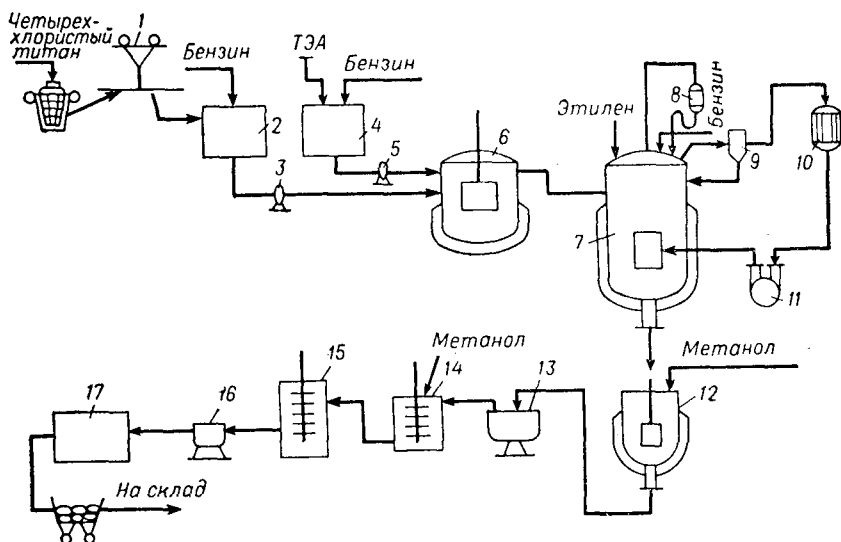 Четырех-
хлористый
титан
1
Бензин
ТЭА
Бензин
2
4
3
5
6
Этилен
8
Бензин
9
10
7
11
Метанол
12
13
Метанол
14
15
16
17
На склад